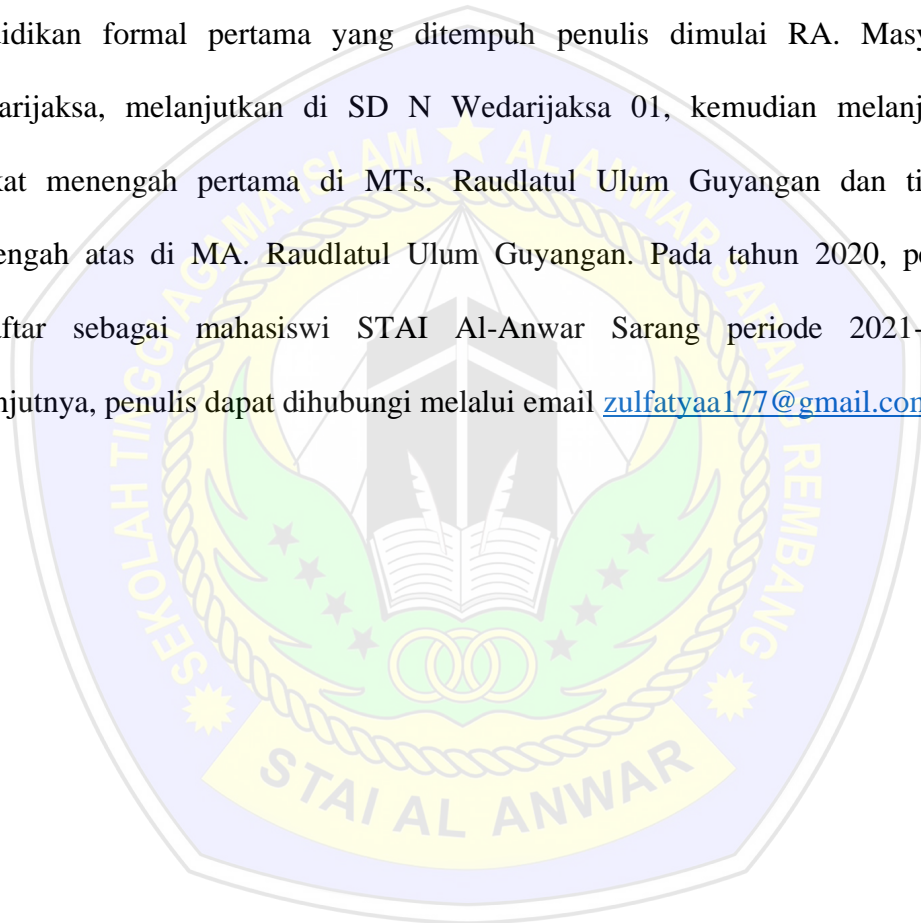 idikan formal pertama yang ditempuh penulis dimulai RA. Masy
arijaksa, melanjutkan di SD N Wedarijaksa 01, kemudian melanj
kat menengah pertama di MTs. Raudlatul Ulum Guyangan dan ti
engah atas di MA. Raudlatul Ulum Guyangan. Pada tahun 2020, pe
ftar sebagai mahasiswi STAI Al-Anwar Sarang periode 2021-
njutnya, penulis dapat dihubungi melalui email zulfatyaa177@gmail.com
SEKOLAH TINGGI AGAMA ISLAM AL ANWAR SARANG REMBANG
STAI AL ANWAR